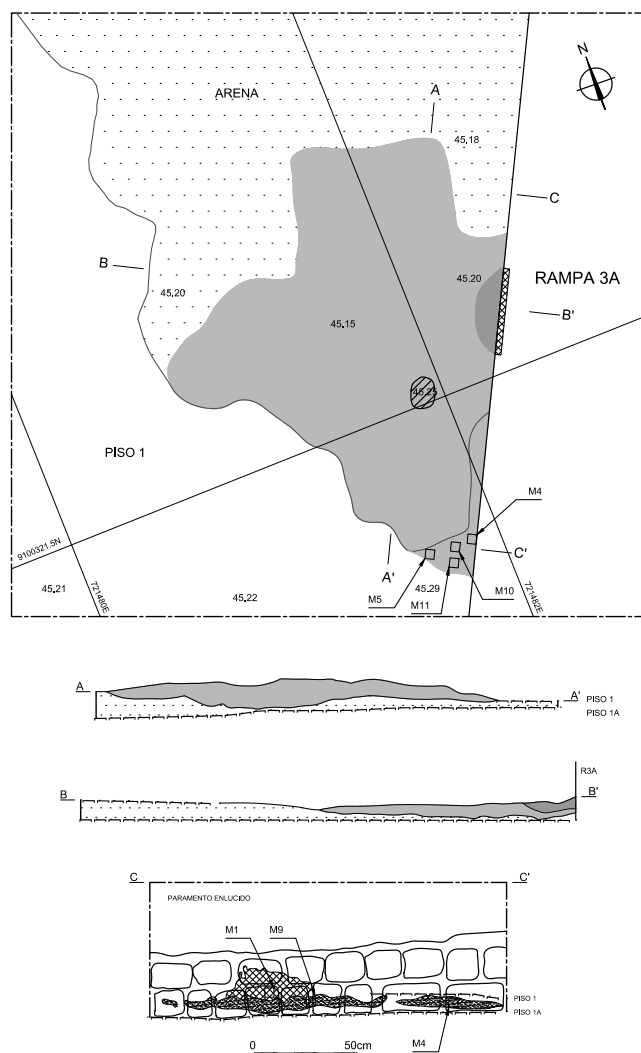 N
A
ARENA
45.18
C
B
45.20
45.20
RAMPA 3A
B'
45.15
45.25
PISO 1
M4
9100321.5N
A'
C'
721480E
45.21
45.22
M5
45.29
M11
M10
721482E
A
A'
PISO 1
PISO 1A
R3A
B
B'
C
C'
PARAMENTO ENLUCIDO
M1
M9
PISO 1
PISO 1A
M4
0
50cm